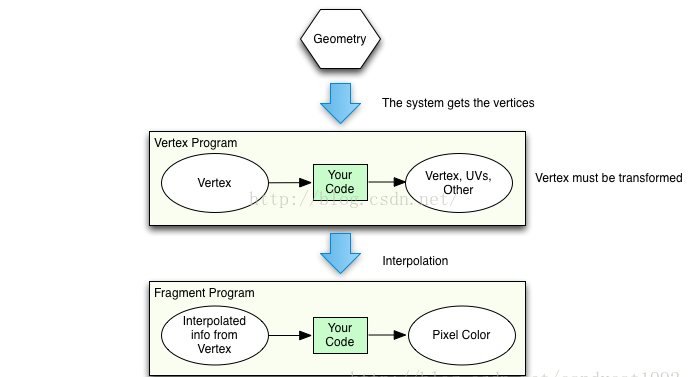 Geometry
The system gets the vertices
Vertex Program
Vertex
Your
Code
Vertex, UVs,
Other
Vertex must be transformed
http://blog.csdn.net/
Interpolation
Fragment Program
Interpolated
info from
Vertex
Your
Code
Pixel Color